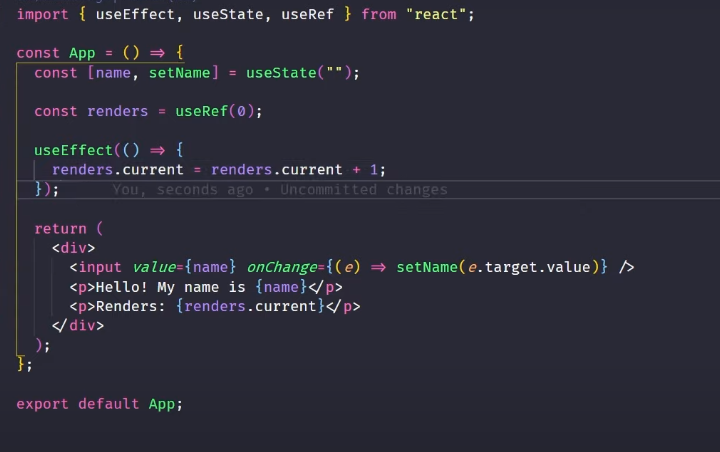 import { useEffect, useState, useRef } from "react";
const App = () => {
const [name, setName] = useState("");
const renders = useRef(0);
useEffect(() => {
renders.current = renders.current + 1;
}); You, seconds ago • Uncommitted changes
return (
<div>
<input value={name} onChange={(e) => setName(e.target.value)} />
<p>Hello! My name is {name}</p>
<p>Renders: {renders.current}</p>
</div>
);
};
export default App;